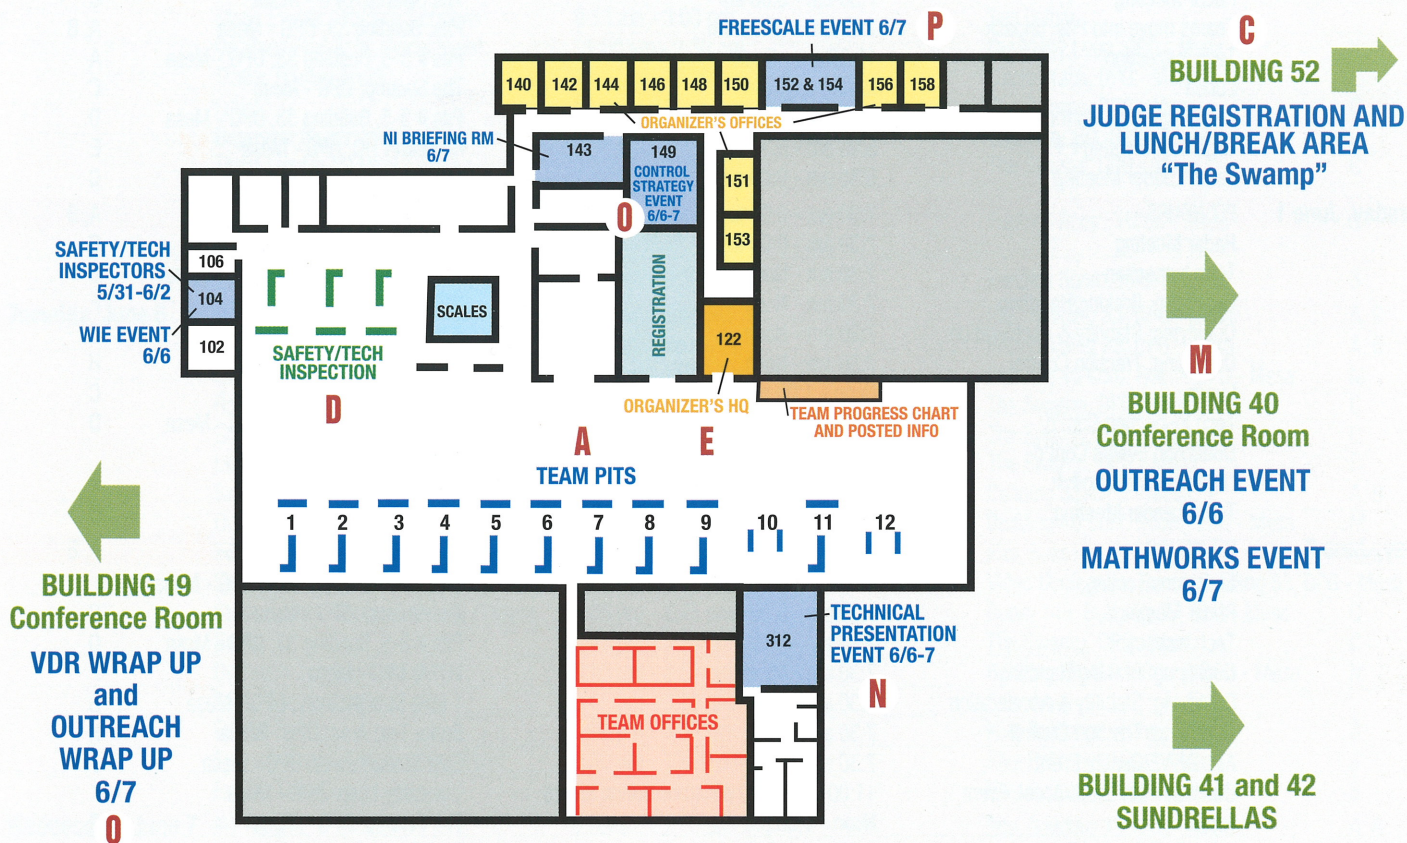 FREESCALE EVENT 6/7
P
C
BUILDING 52
JUDGE REGISTRATION AND
LUNCH/BREAK AREA
“The Swamp”
140
142
144
146
148
150
152 & 154
156
158
ORGANIZER'S OFFICES
NI BRIEFING RM
6/7
143
149
CONTROL
STRATEGY
EVENT
6/6-7
O
151
153
SAFETY/TECH
INSPECTORS
5/31-6/2
WIE EVENT
6/6
106
104
102
SCALES
REGISTRATION
122
SAFETY/TECH
INSPECTION
D
ORGANIZER'S HQ
TEAM PROGRESS CHART
AND POSTED INFO
A
E
TEAM PITS
1
2
3
4
5
6
7
8
9
10
11
12
M
BUILDING 40
Conference Room
OUTREACH EVENT
6/6
MATHWORKS EVENT
6/7
BUILDING 19
Conference Room
VDR WRAP UP
and
OUTREACH
WRAP UP
6/7
O
312
TECHNICAL
PRESENTATION
EVENT 6/6-7
N
TEAM OFFICES
BUILDING 41 and 42
SUNDRELLAS